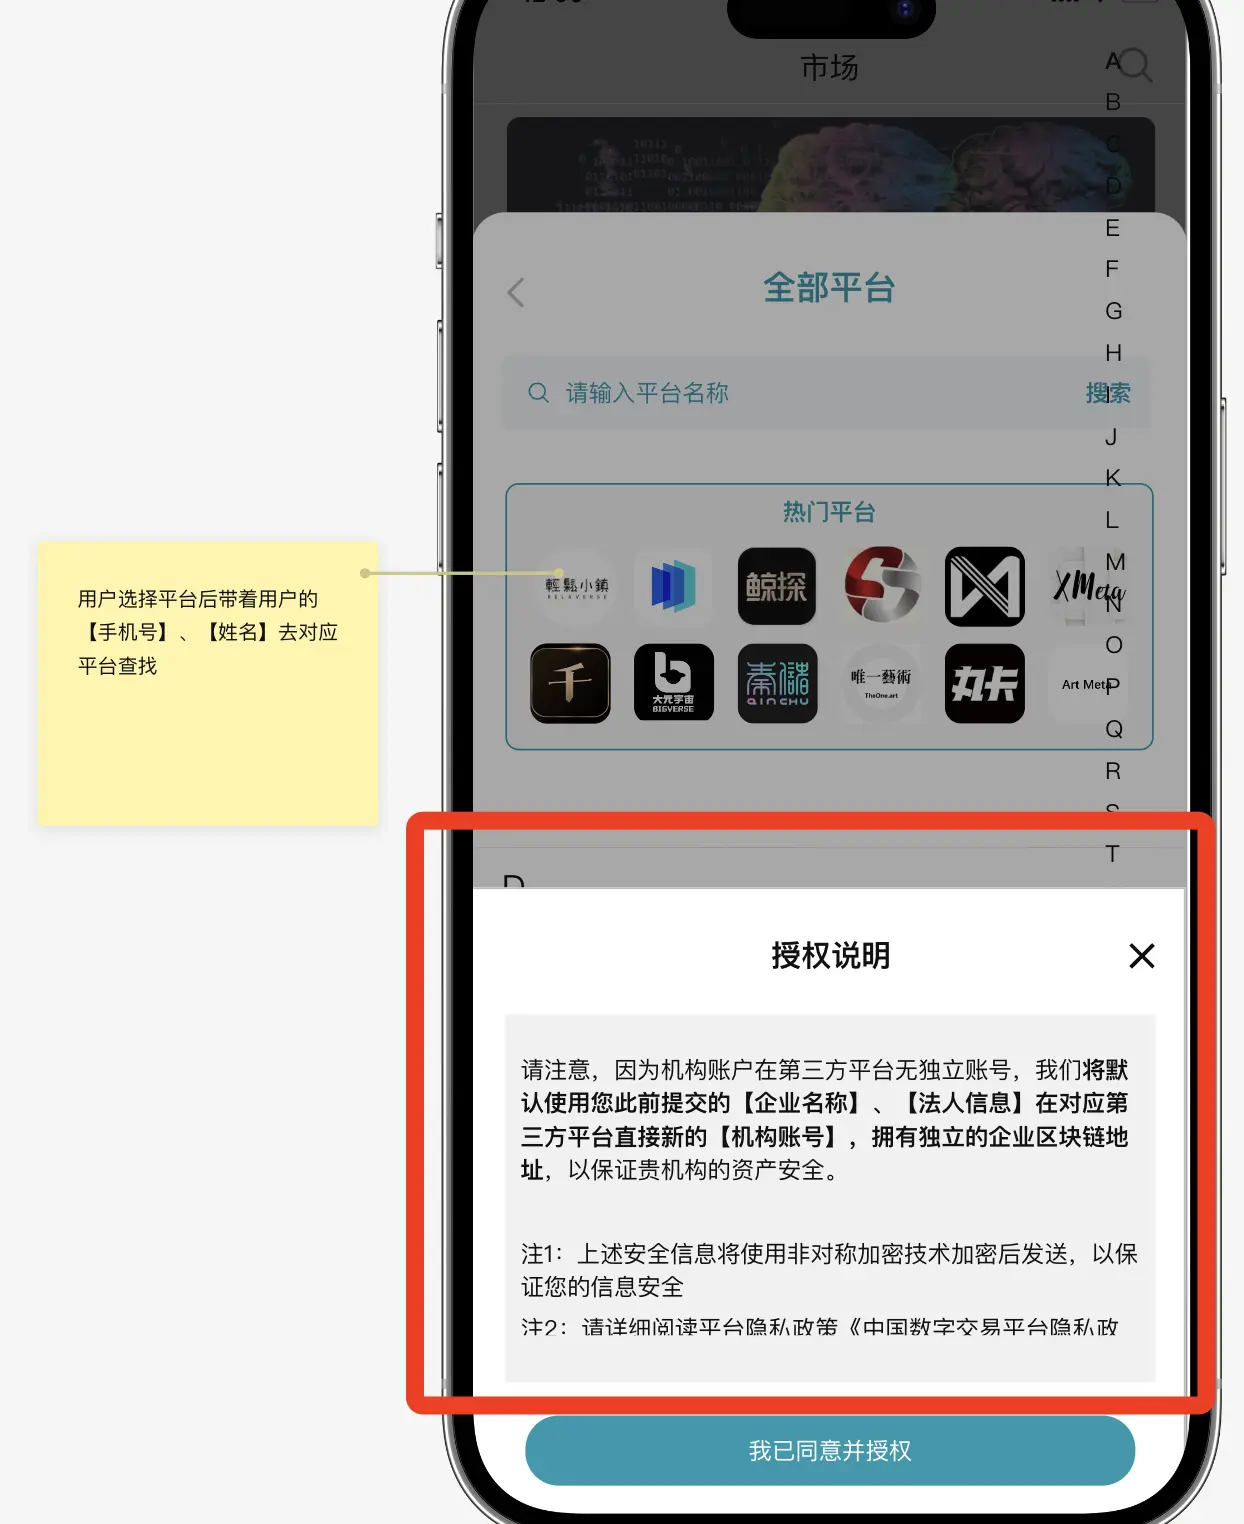 市场
A
B
C
D
E
F
G
H
I
J
K
L
M
N
O
P
Q
R
S
T
全部平台
请输入平台名称
搜索
热门平台
輕鬆小鎮
RELAVERSE
鲸探
XMeta
千
大元宇宙
BIGVERSE
秦儲
QINCHU
唯一藝術
TheOne.art
丸卡
Art Meta
用户选择平台后带着用户的
【手机号】、【姓名】去对应
平台查找
D
授权说明
请注意，因为机构账户在第三方平台无独立账号，我们将默
认使用您此前提交的【企业名称】、【法人信息】在对应第
三方平台直接新的【机构账号】，拥有独立的企业区块链地
址，以保证贵机构的资产安全。
注1：上述安全信息将使用非对称加密技术加密后发送，以保
证您的信息安全
注2：请详细阅读平台隐私政策《中国数字交易平台隐私政
我已同意并授权